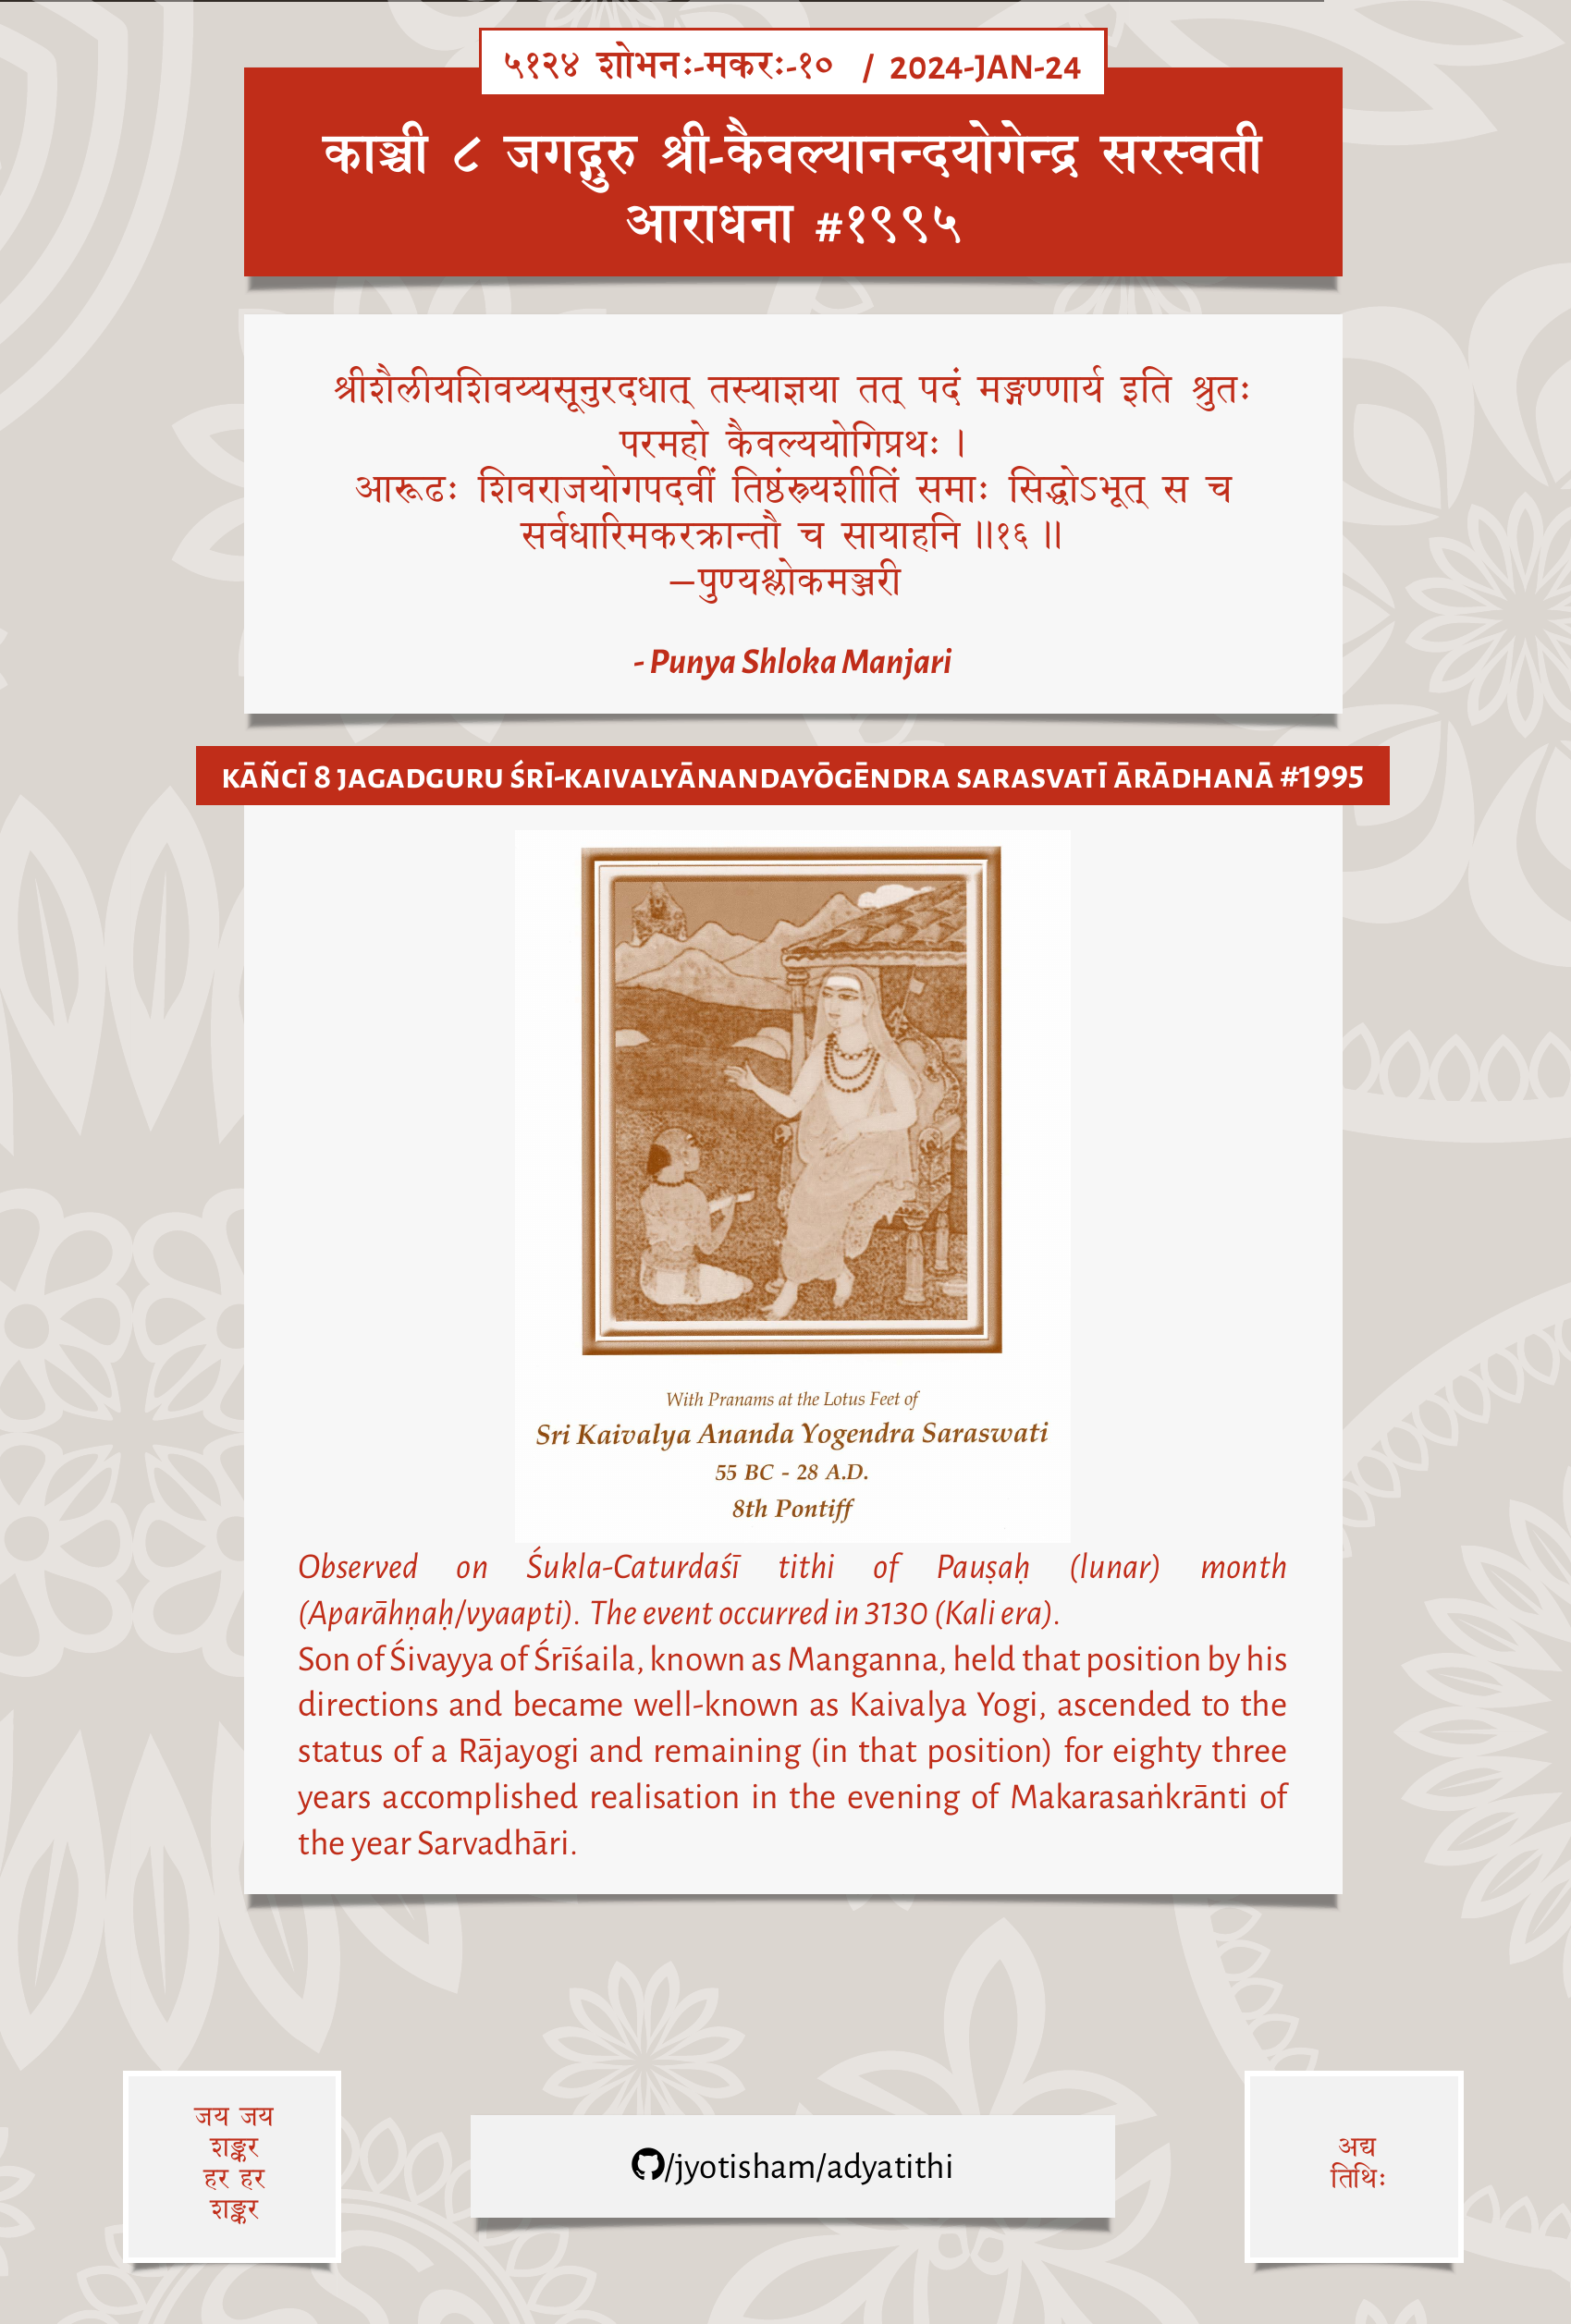 ५१२४ शोभनः-मकरः-१० / 2024-JAN-24
काञ्ची ८ जगद्गुरु श्री-कैवल्यानन्दयोगेन्द्र सरस्वती
आराधना #१९९५
श्रीशैलीयशिवय्यसूनुरदधात् तस्याज्ञया तत् पदं मङ्गण्णार्य इति श्रुतः
परमहो कैवल्ययोगिप्रथः ।
आरूढः शिवराजयोगपदवीं तिष्ठंस्त्र्यशीतिं समाः सिद्धोऽभूत् स च
सर्वधारिमकरक्रान्तौ च सायाहनि ॥१६ ॥
—पुण्यश्लोकमञ्जरी
- Punya Shloka Manjari
KĀÑCĪ 8 JAGADGURU ŚRĪ-KAIVALYĀNANDAYŌGĒNDRA SARASVATĪ ĀRĀDHANĀ #1995
With Pranams at the Lotus Feet of
Sri Kaivalya Ananda Yogendra Saraswati
55 BC - 28 A.D.
8th Pontiff
Observed on Śukla-Caturdaśī tithi of Pauṣaḥ (lunar) month
(Aparāhṇaḥ/vyaapti). The event occurred in 3130 (Kali era).
Son of Śivayya of Śrīśaila, known as Manganna, held that position by his
directions and became well-known as Kaivalya Yogi, ascended to the
status of a Rājayogi and remaining (in that position) for eighty three
years accomplished realisation in the evening of Makarasaṅkrānti of
the year Sarvadhāri.
जय जय
शङ्कर
हर हर
शङ्कर
/jyotisham/adyatithi
अद्य
तिथिः